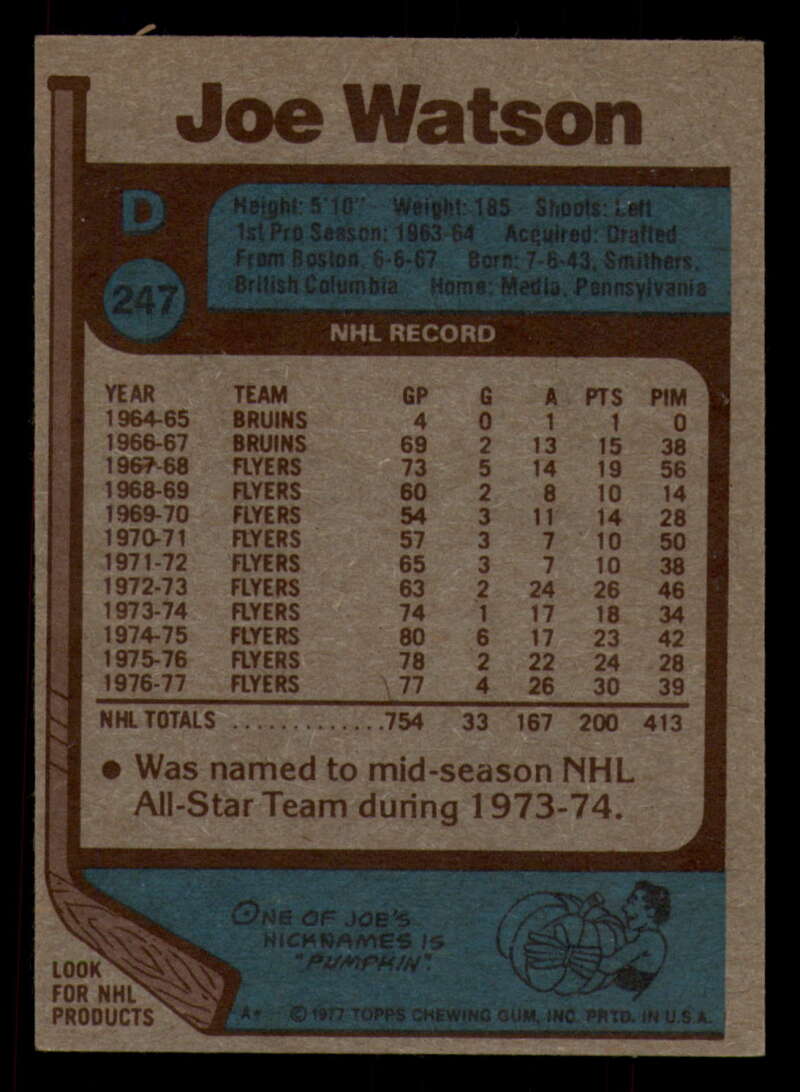 Joe Watson
D
247
Height: 5'10" Weight: 185 Shoots: Left
1st Pro Season: 1963-64 Acquired: Drafted
From Boston, 6-6-67 Born: 7-6-43, Smithers,
British Columbia Home: Media, Pennsylvania
NHL RECORD
YEAR TEAM GP G A PTS PIM
1964-65 BRUINS 4 0 1 1 0
1966-67 BRUINS 69 2 13 15 38
1967-68 FLYERS 73 5 14 19 56
1968-69 FLYERS 60 2 8 10 14
1969-70 FLYERS 54 3 11 14 28
1970-71 FLYERS 57 3 7 10 50
1971-72 FLYERS 65 3 7 10 38
1972-73 FLYERS 63 2 24 26 46
1973-74 FLYERS 74 1 17 18 34
1974-75 FLYERS 80 6 17 23 42
1975-76 FLYERS 78 2 22 24 28
1976-77 FLYERS 77 4 26 30 39
NHL TOTALS .............754 33 167 200 413
• Was named to mid-season NHL
All-Star Team during 1973-74.
ONE OF JOE'S
NICKNAMES IS
"PUMPKIN".
LOOK
FOR NHL
PRODUCTS
A* © 1977 TOPPS CHEWING GUM, INC. PRTD. IN U.S.A.